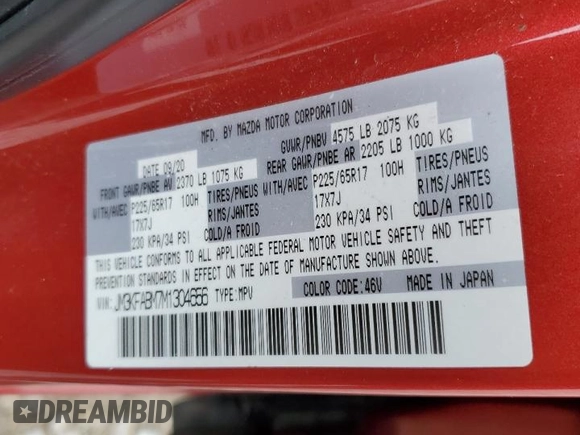 MFD. BY MAZDA MOTOR CORPORATION
DATE 09/20
GVWR/PNBV 4575 LB 2075 KG
FRONT GAWR/PNBE AV 2370 LB 1075 KG
REAR GAWR/PNBE AR 2205 LB 1000 KG
WITH/AVEC P225/65R17 100H TIRES/PNEUS
17X7J RIMS/JANTES
230 KPA/34 PSI COLD/A FROID
WITH/AVEC P225/65R17 100H TIRES/PNEUS
17X7J RIMS/JANTES
230 KPA/34 PSI COLD/A FROID
THIS VEHICLE CONFORMS TO ALL APPLICABLE FEDERAL MOTOR VEHICLE SAFETY AND THEFT
PREVENTION STANDARDS IN EFFECT ON THE DATE OF MANUFACTURE SHOWN ABOVE.
VIN: JM3KFABM7M1304656 TYPE:MPV
COLOR CODE:46V MADE IN JAPAN
DREAMBID